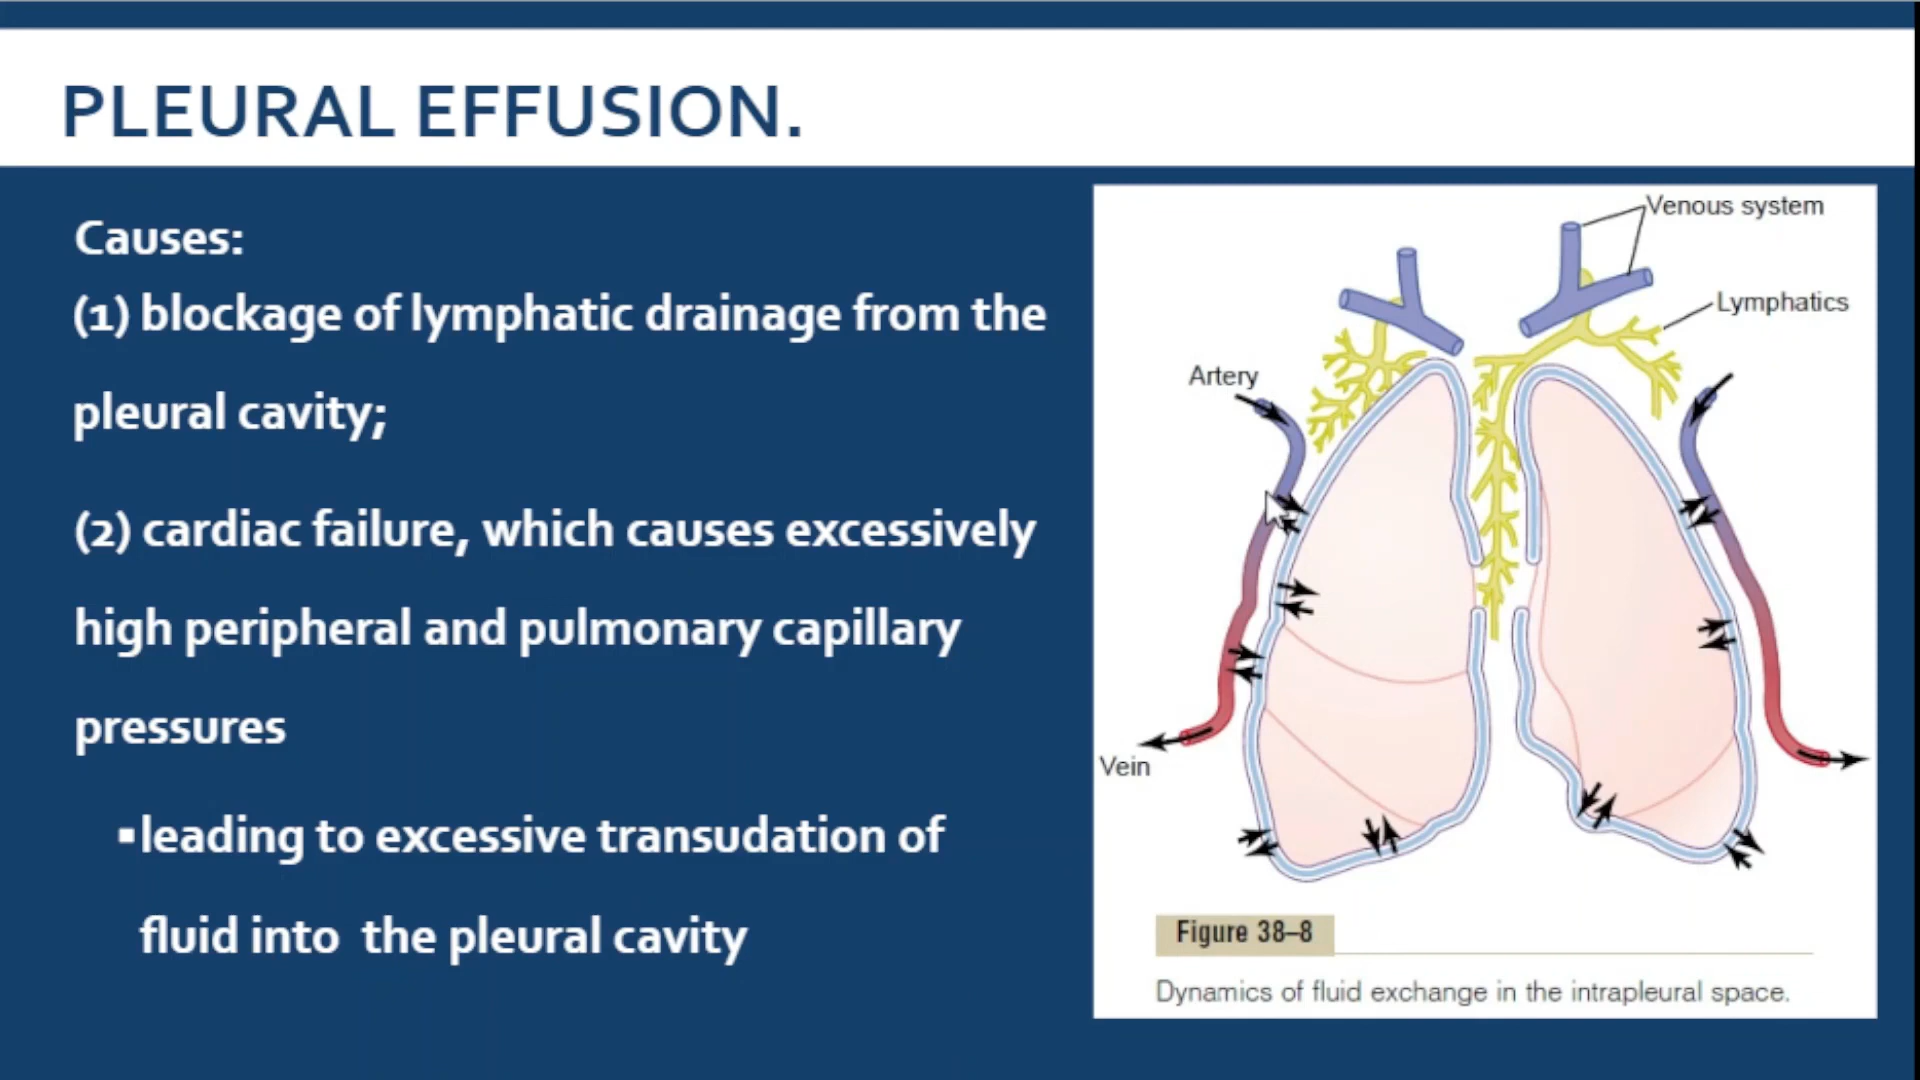 PLEURAL EFFUSION.
Causes:
(1) blockage of lymphatic drainage from the
pleural cavity;
(2) cardiac failure, which causes excessively
high peripheral and pulmonary capillary
pressures
▪leading to excessive transudation of
fluid into the pleural cavity
Venous system
Lymphatics
Artery
Vein
Figure 38–8
Dynamics of fluid exchange in the intrapleural space.